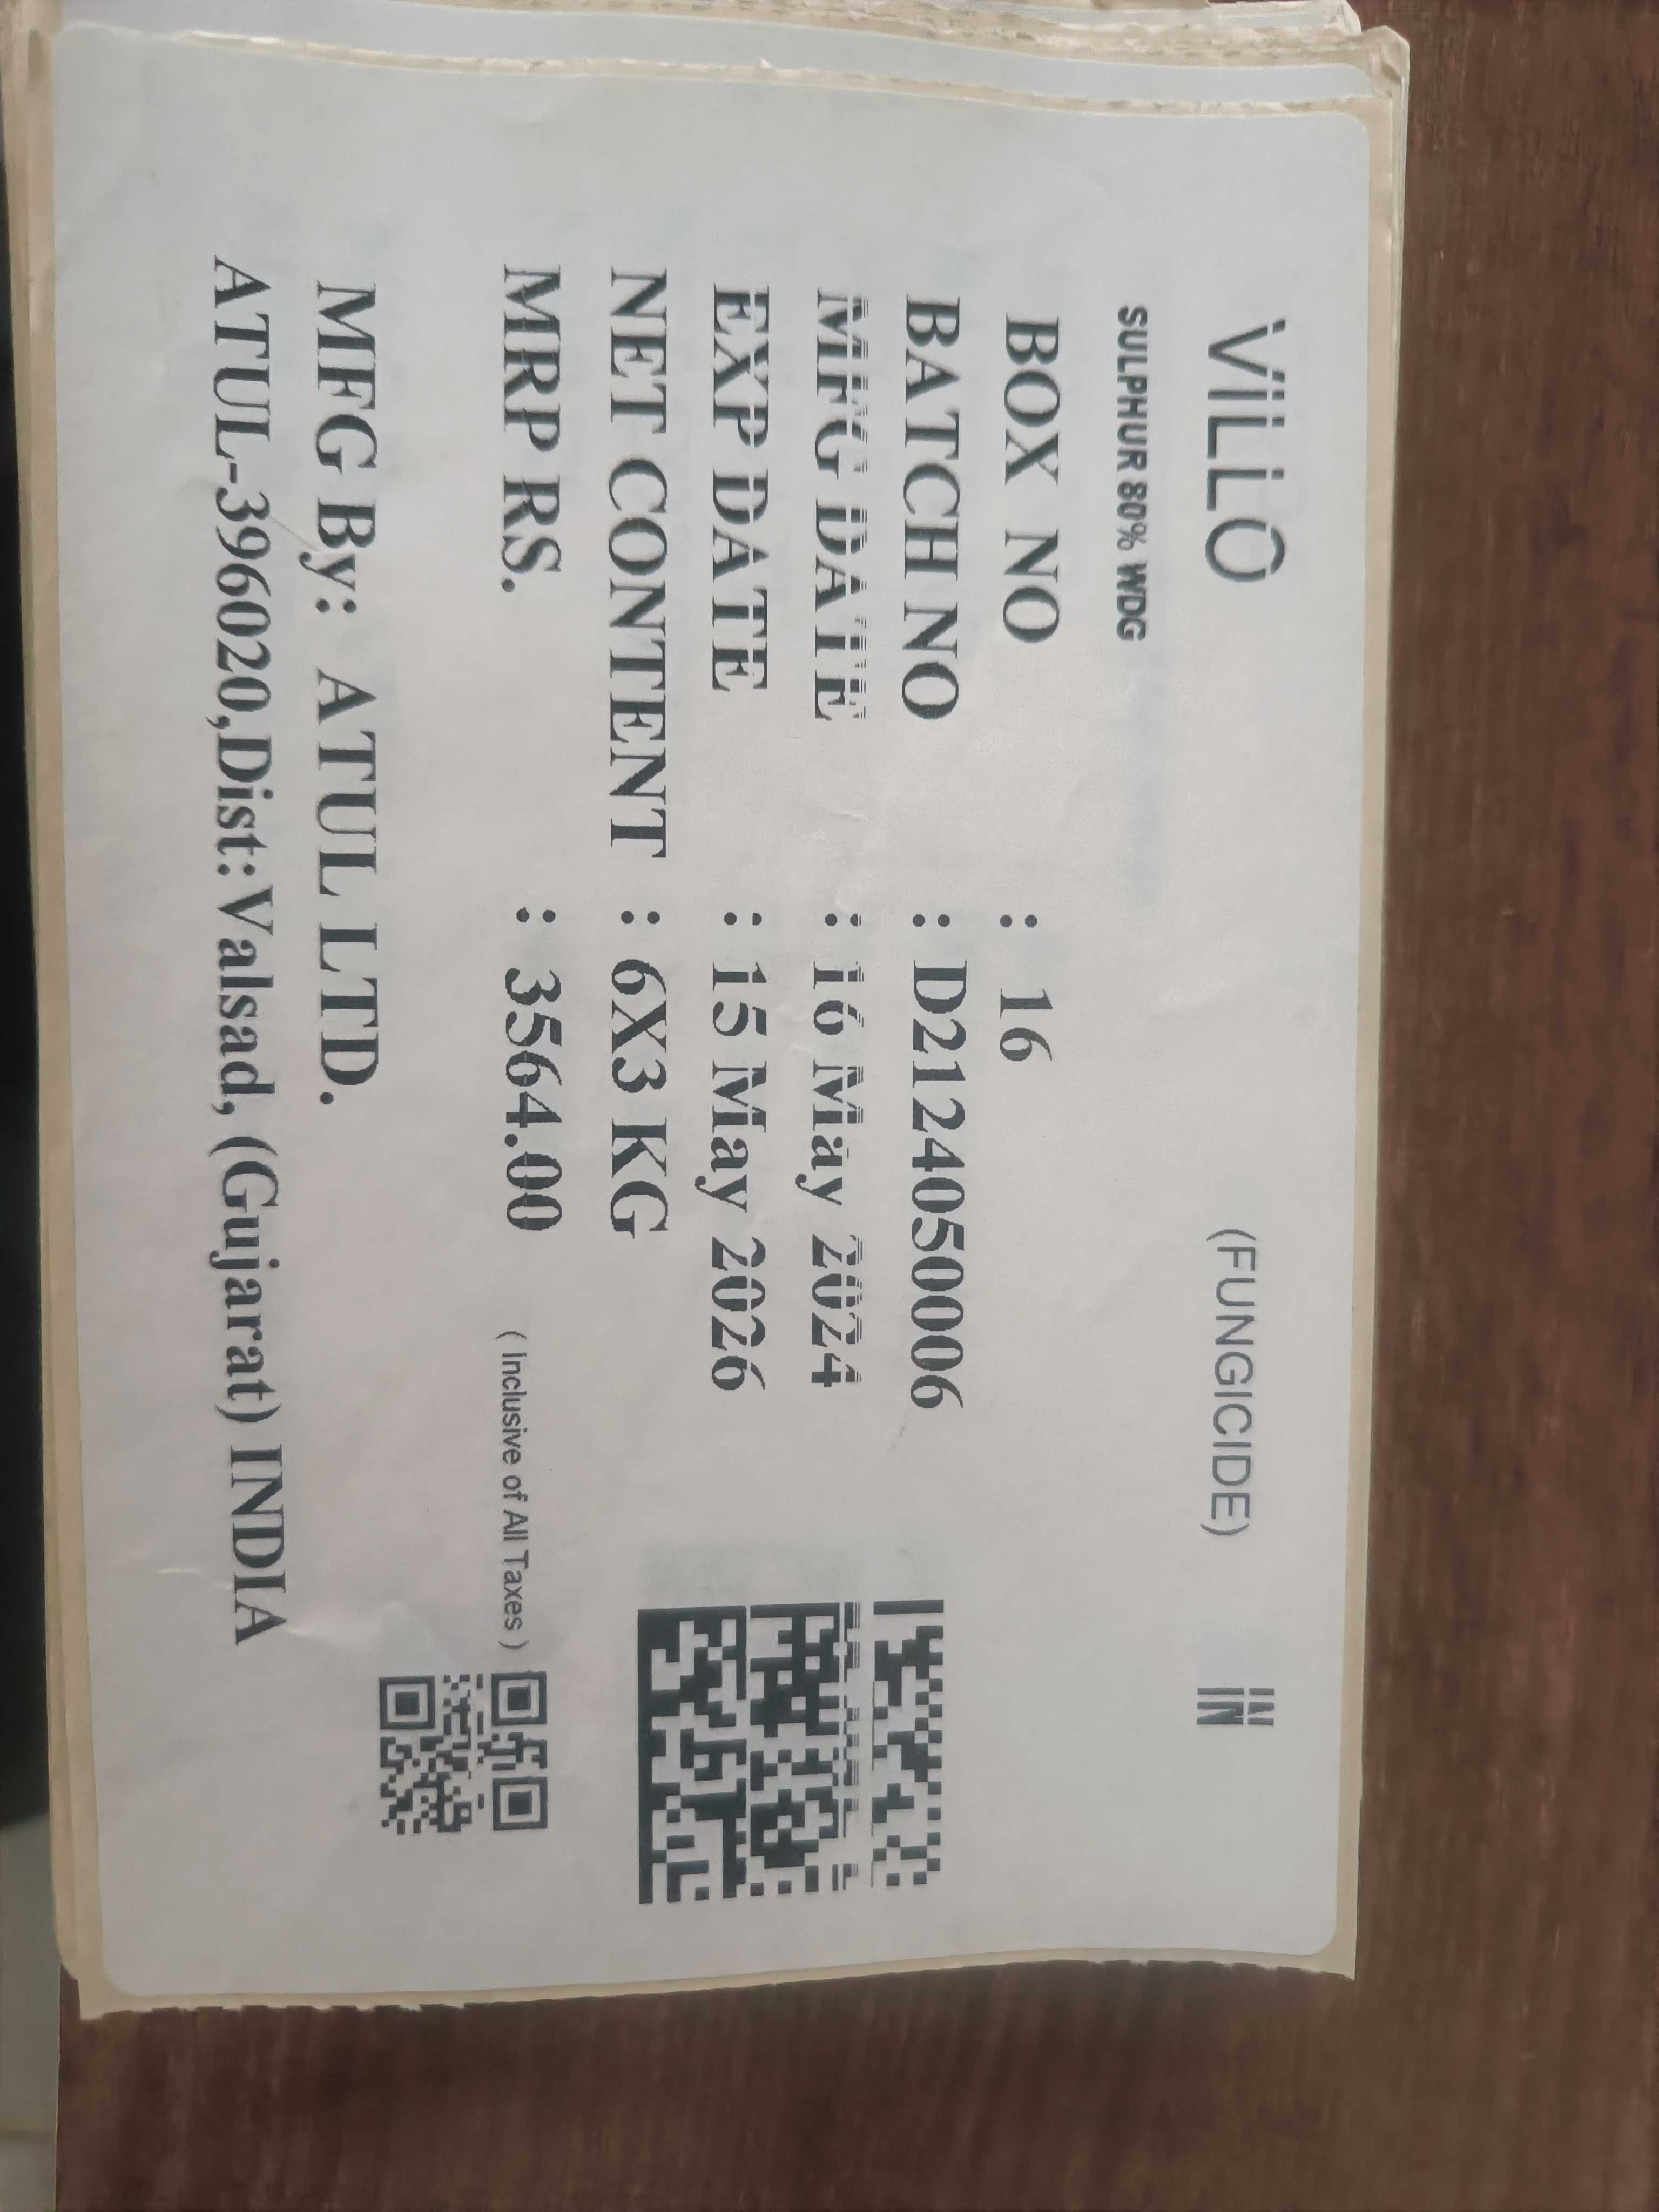 VILLO (FUNGICIDE) IN
SULPHUR 80% WDG
BOX NO : 16
BATCH NO : D2124050006
MFG DATE : 16 May 2024
EXP DATE : 15 May 2026
NET CONTENT : 6X3 KG
MRP RS. : 3564.00 ( Inclusive of All Taxes )
MFG By: ATUL LTD.
ATUL-396020,Dist:Valsad, (Gujarat) INDIA